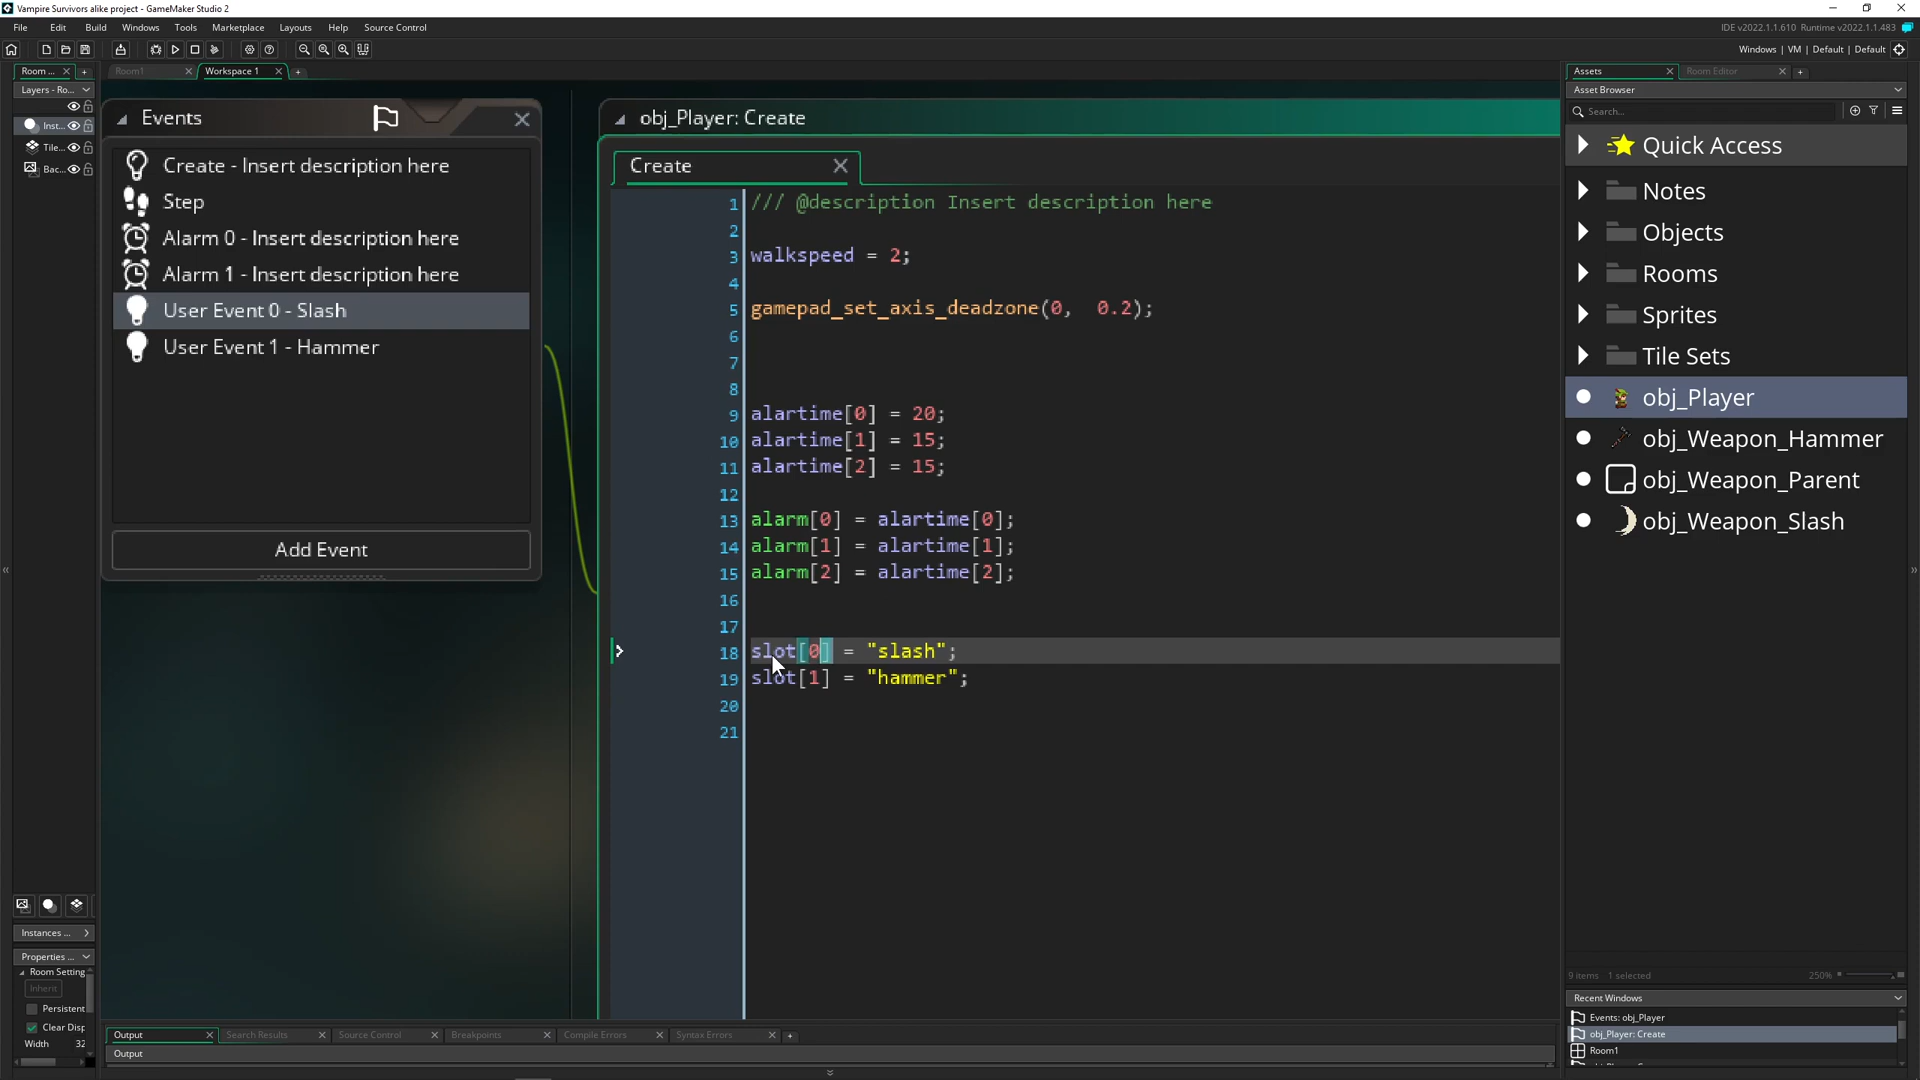 Vampire Survivors alike project - GameMaker Studio 2
File Edit Build Windows Tools Marketplace Layouts Help Source Control
IDE v2022.1.1.610 Runtime v2022.1.1.483
Windows | VM | Default | Default
Room ...
Room1
Workspace 1
Layers - Ro...
Inst...
Tile...
Bac...
Events
Create - Insert description here
Step
Alarm 0 - Insert description here
Alarm 1 - Insert description here
User Event 0 - Slash
User Event 1 - Hammer
Add Event
obj_Player: Create
Create
1 /// @description Insert description here
2
3 walkspeed = 2;
4
5 gamepad_set_axis_deadzone(0, 0.2);
6
7
8
9 alartime[0] = 20;
10 alartime[1] = 15;
11 alartime[2] = 15;
12
13 alarm[0] = alartime[0];
14 alarm[1] = alartime[1];
15 alarm[2] = alartime[2];
16
17
18 slot[0] = "slash";
19 slot[1] = "hammer";
20
21
Assets
Room Editor
Asset Browser
Search...
Quick Access
Notes
Objects
Rooms
Sprites
Tile Sets
obj_Player
obj_Weapon_Hammer
obj_Weapon_Parent
obj_Weapon_Slash
9 items 1 selected
250%
Recent Windows
Events: obj_Player
obj_Player: Create
Room1
Instances ...
Properties ...
Room Setting
Inherit
Persistent
Clear Disp
Width 32
Output
Search Results
Source Control
Breakpoints
Compile Errors
Syntax Errors
Output